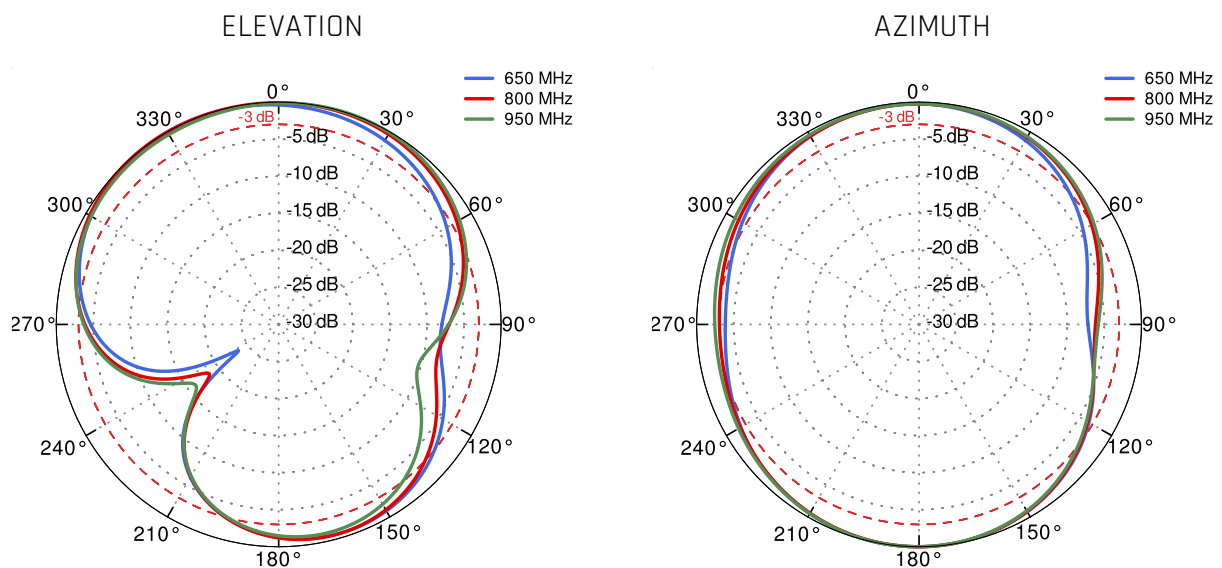 ELEVATION
650 MHz
800 MHz
950 MHz
0°
330°
-3 dB
30°
-5 dB
-10 dB
300°
60°
-15 dB
-20 dB
-25 dB
270°
-30 dB
90°
240°
120°
210°
150°
180°
AZIMUTH
650 MHz
800 MHz
950 MHz
0°
330°
-3 dB
30°
-5 dB
-10 dB
300°
60°
-15 dB
-20 dB
-25 dB
270°
-30 dB
90°
240°
120°
210°
150°
180°